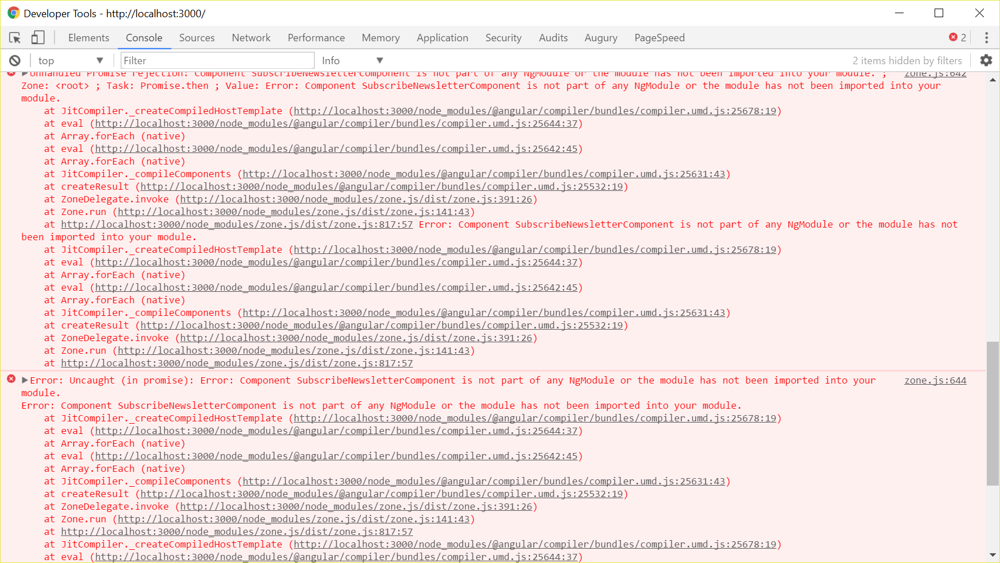 Developer Tools - http://localhost:3000/
Elements Console Sources Network Performance Memory Application Security Audits Augury PageSpeed 2
top Filter Info 2 items hidden by filters
Unhandled Promise rejection: Component SubscribeNewsletterComponent is not part of any NgModule or the module has not been imported into your module. ; zone.js:642
Zone: <root> ; Task: Promise.then ; Value: Error: Component SubscribeNewsletterComponent is not part of any NgModule or the module has not been imported into your
module.
at JitCompiler._createCompiledHostTemplate (http://localhost:3000/node_modules/@angular/compiler/bundles/compiler.umd.js:25678:19)
at eval (http://localhost:3000/node_modules/@angular/compiler/bundles/compiler.umd.js:25644:37)
at Array.forEach (native)
at eval (http://localhost:3000/node_modules/@angular/compiler/bundles/compiler.umd.js:25642:45)
at Array.forEach (native)
at JitCompiler._compileComponents (http://localhost:3000/node_modules/@angular/compiler/bundles/compiler.umd.js:25631:43)
at createResult (http://localhost:3000/node_modules/@angular/compiler/bundles/compiler.umd.js:25532:19)
at ZoneDelegate.invoke (http://localhost:3000/node_modules/zone.js/dist/zone.js:391:26)
at Zone.run (http://localhost:3000/node_modules/zone.js/dist/zone.js:141:43)
at http://localhost:3000/node_modules/zone.js/dist/zone.js:817:57 Error: Component SubscribeNewsletterComponent is not part of any NgModule or the module has not
been imported into your module.
at JitCompiler._createCompiledHostTemplate (http://localhost:3000/node_modules/@angular/compiler/bundles/compiler.umd.js:25678:19)
at eval (http://localhost:3000/node_modules/@angular/compiler/bundles/compiler.umd.js:25644:37)
at Array.forEach (native)
at eval (http://localhost:3000/node_modules/@angular/compiler/bundles/compiler.umd.js:25642:45)
at Array.forEach (native)
at JitCompiler._compileComponents (http://localhost:3000/node_modules/@angular/compiler/bundles/compiler.umd.js:25631:43)
at createResult (http://localhost:3000/node_modules/@angular/compiler/bundles/compiler.umd.js:25532:19)
at ZoneDelegate.invoke (http://localhost:3000/node_modules/zone.js/dist/zone.js:391:26)
at Zone.run (http://localhost:3000/node_modules/zone.js/dist/zone.js:141:43)
at http://localhost:3000/node_modules/zone.js/dist/zone.js:817:57
Error: Uncaught (in promise): Error: Component SubscribeNewsletterComponent is not part of any NgModule or the module has not been imported into your zone.js:644
module.
Error: Component SubscribeNewsletterComponent is not part of any NgModule or the module has not been imported into your module.
at JitCompiler._createCompiledHostTemplate (http://localhost:3000/node_modules/@angular/compiler/bundles/compiler.umd.js:25678:19)
at eval (http://localhost:3000/node_modules/@angular/compiler/bundles/compiler.umd.js:25644:37)
at Array.forEach (native)
at eval (http://localhost:3000/node_modules/@angular/compiler/bundles/compiler.umd.js:25642:45)
at Array.forEach (native)
at JitCompiler._compileComponents (http://localhost:3000/node_modules/@angular/compiler/bundles/compiler.umd.js:25631:43)
at createResult (http://localhost:3000/node_modules/@angular/compiler/bundles/compiler.umd.js:25532:19)
at ZoneDelegate.invoke (http://localhost:3000/node_modules/zone.js/dist/zone.js:391:26)
at Zone.run (http://localhost:3000/node_modules/zone.js/dist/zone.js:141:43)
at http://localhost:3000/node_modules/zone.js/dist/zone.js:817:57
at JitCompiler._createCompiledHostTemplate (http://localhost:3000/node_modules/@angular/compiler/bundles/compiler.umd.js:25678:19)
at eval (http://localhost:3000/node_modules/@angular/compiler/bundles/compiler.umd.js:25644:37)